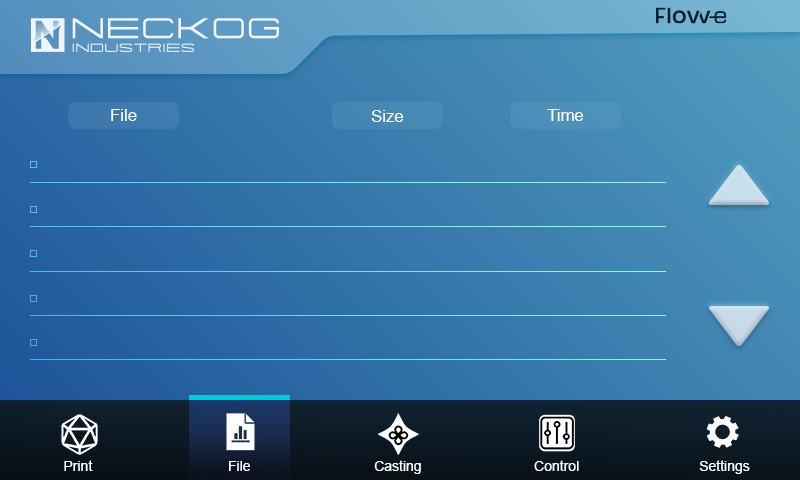 NECKOG
INDUSTRIES
Flow-e
File Size Time
Print File Casting Control Settings